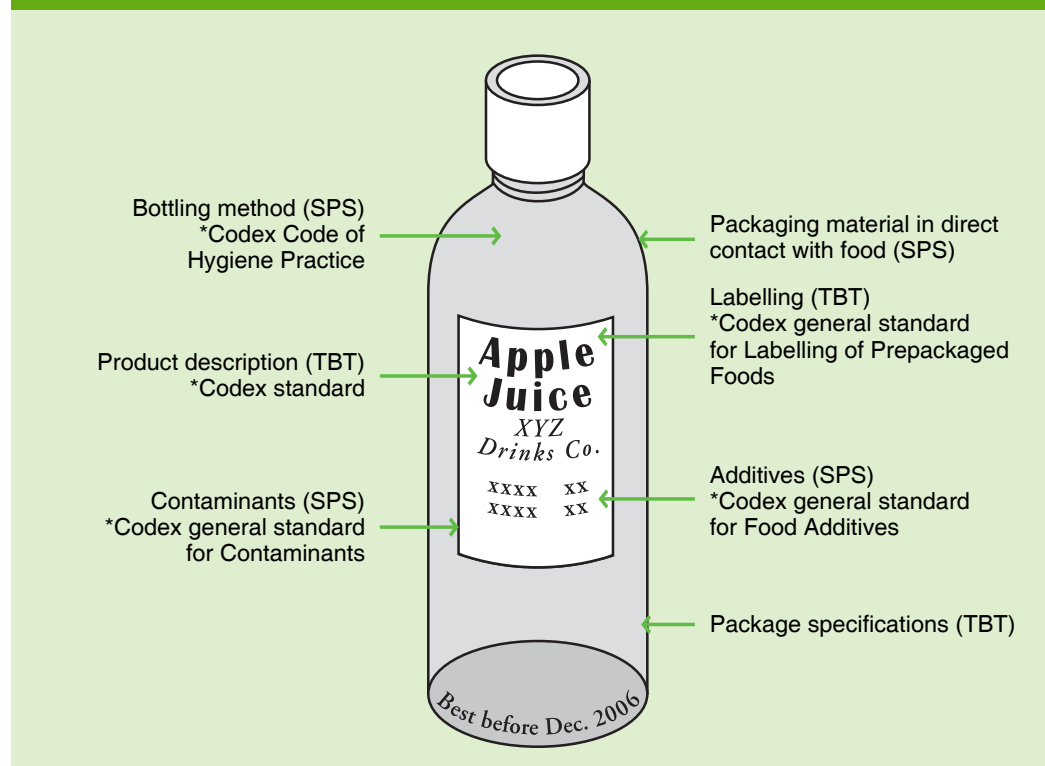 Bottling method (SPS)
*Codex Code of
Hygiene Practice
Product description (TBT)
*Codex standard
Contaminants (SPS)
*Codex general standard
for Contaminants
Apple
Juice
XYZ
Drinks Co.
xxxx xx
xxxx xx
Best before Dec. 2006
Packaging material in direct
contact with food (SPS)
Labelling (TBT)
*Codex general standard
for Labelling of Prepackaged
Foods
Additives (SPS)
*Codex general standard
for Food Additives
Package specifications (TBT)